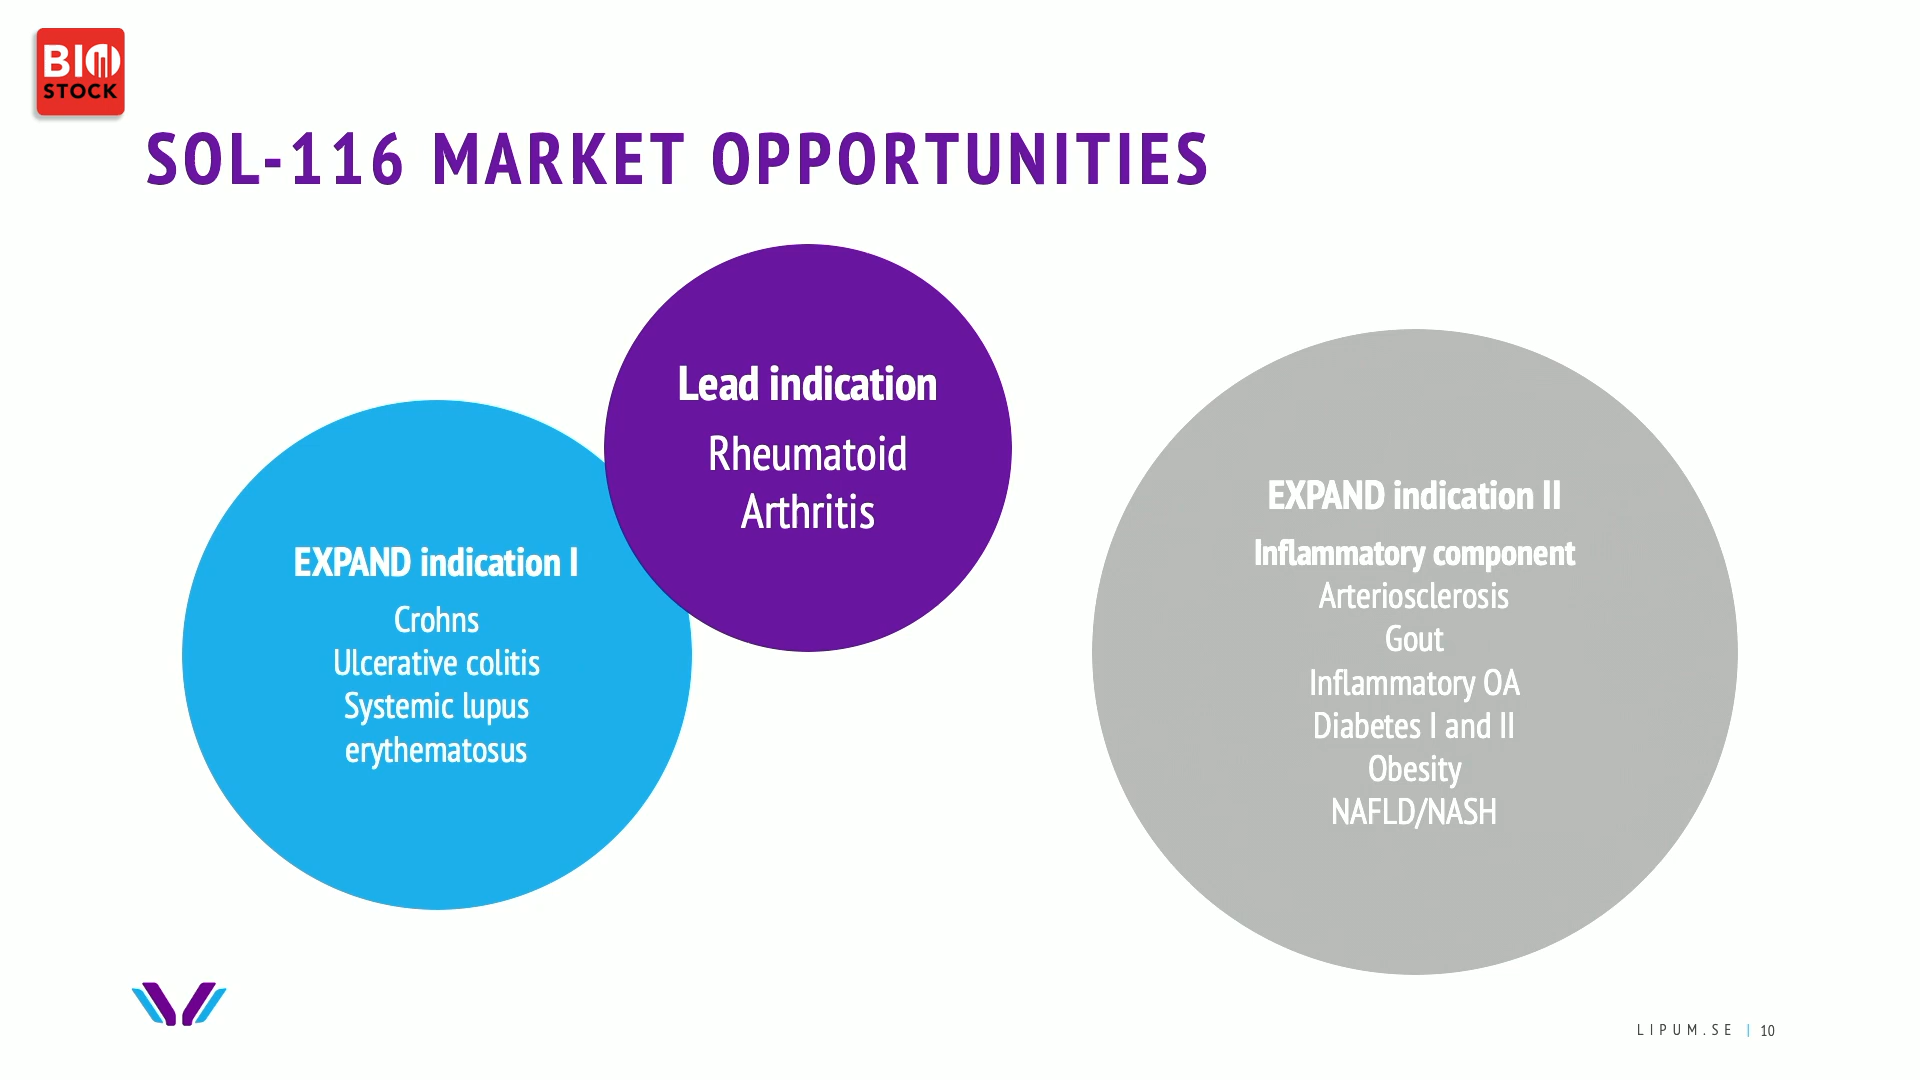 BIO
STOCK
SOL-116 MARKET OPPORTUNITIES
Lead indication
Rheumatoid
Arthritis
EXPAND indication I
Crohns
Ulcerative colitis
Systemic lupus
erythematosus
EXPAND indication II
Inflammatory component
Arteriosclerosis
Gout
Inflammatory OA
Diabetes I and II
Obesity
NAFLD/NASH
LIPUM.SE | 10